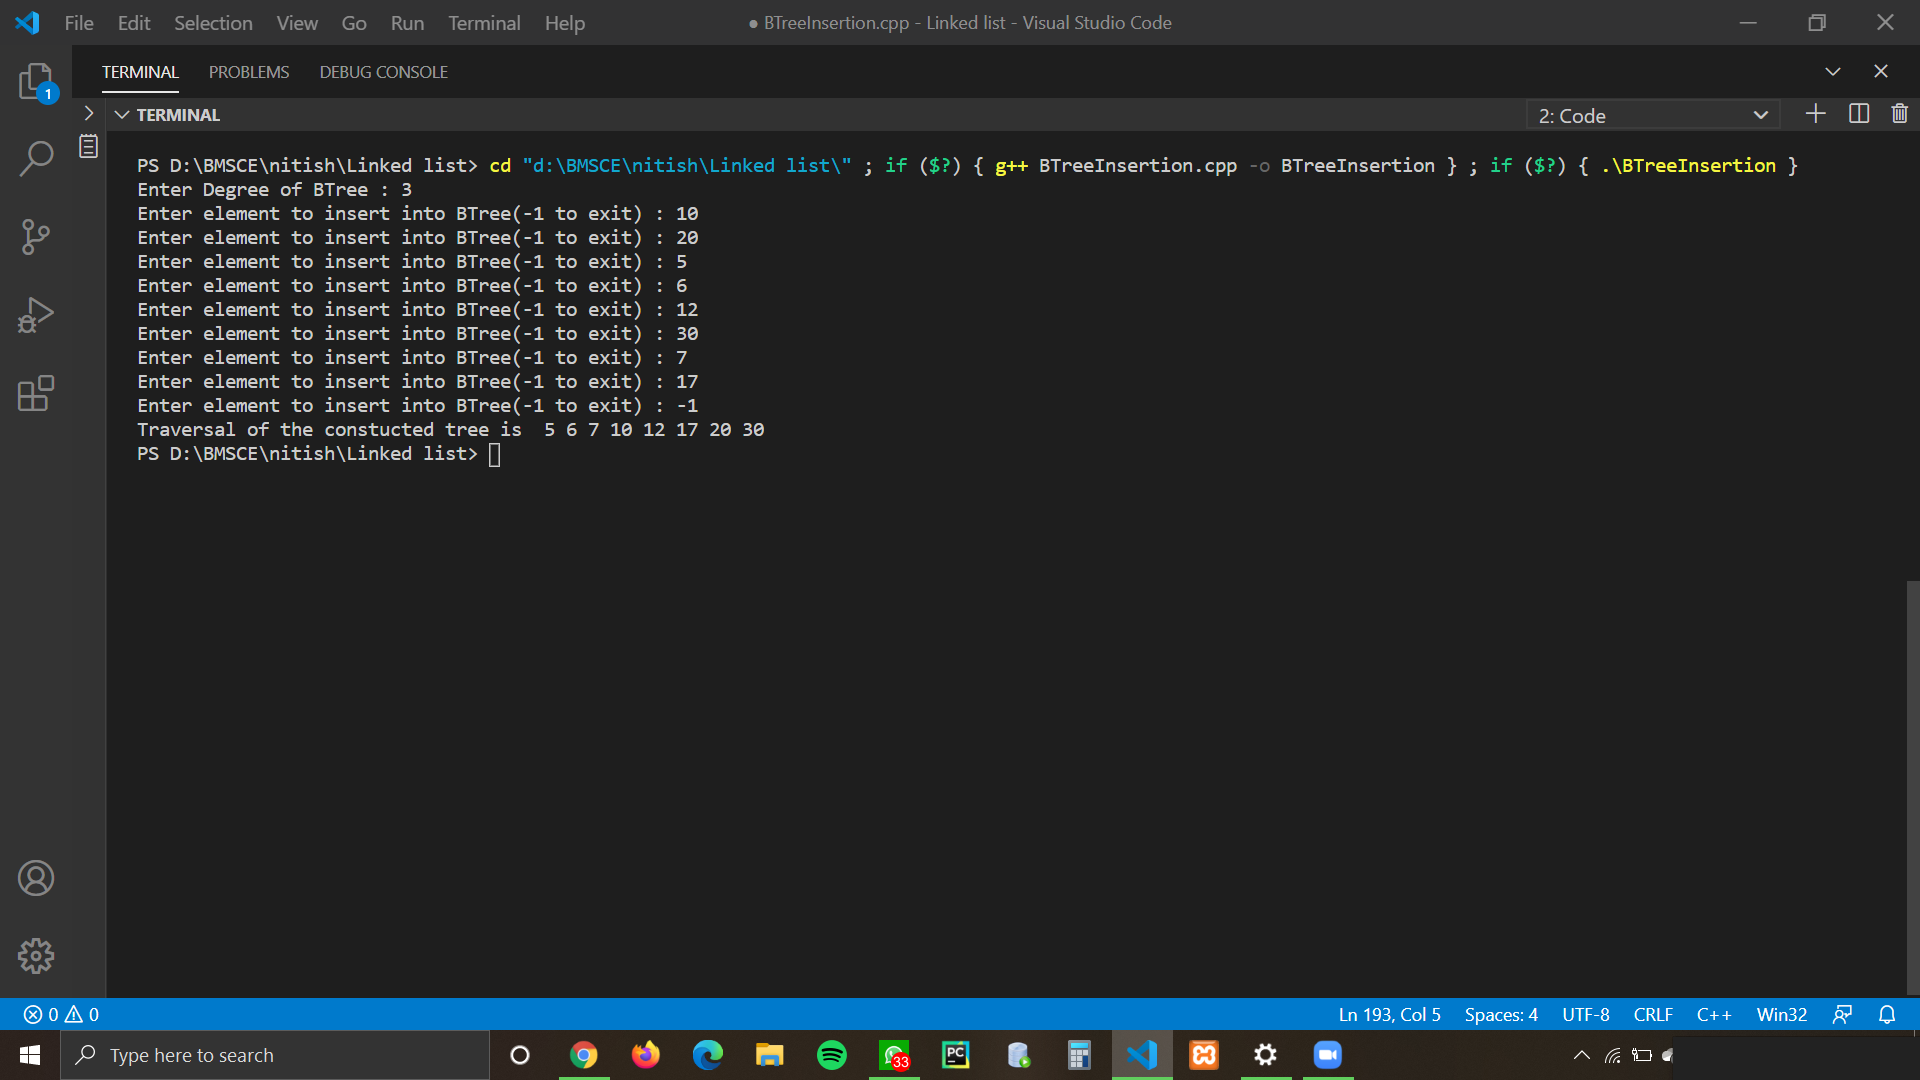 File Edit Selection View Go Run Terminal Help ● BTreeInsertion.cpp - Linked list - Visual Studio Code
TERMINAL PROBLEMS DEBUG CONSOLE
1
TERMINAL 2: Code
PS D:\BMSCE\nitish\Linked list> cd "d:\BMSCE\nitish\Linked list\" ; if ($?) { g++ BTreeInsertion.cpp -o BTreeInsertion } ; if ($?) { .\BTreeInsertion }
Enter Degree of BTree : 3
Enter element to insert into BTree(-1 to exit) : 10
Enter element to insert into BTree(-1 to exit) : 20
Enter element to insert into BTree(-1 to exit) : 5
Enter element to insert into BTree(-1 to exit) : 6
Enter element to insert into BTree(-1 to exit) : 12
Enter element to insert into BTree(-1 to exit) : 30
Enter element to insert into BTree(-1 to exit) : 7
Enter element to insert into BTree(-1 to exit) : 17
Enter element to insert into BTree(-1 to exit) : -1
Traversal of the constucted tree is  5 6 7 10 12 17 20 30
PS D:\BMSCE\nitish\Linked list>
0 0 Ln 193, Col 5 Spaces: 4 UTF-8 CRLF C++ Win32
Type here to search 33 PC